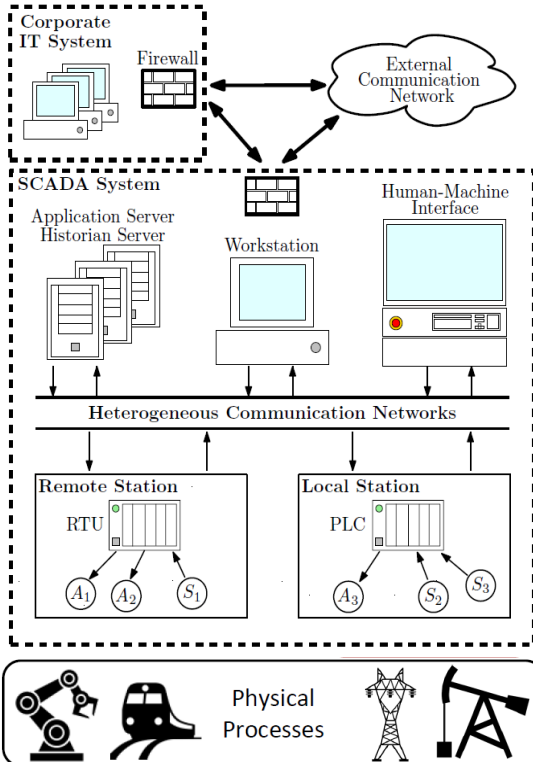 Corporate
IT System
Firewall
External
Communication
Network
SCADA System
Application Server
Historian Server
Workstation
Human-Machine
Interface
Heterogeneous Communication Networks
Remote Station
RTU
A1
A2
S1
Local Station
PLC
A3
S2
S3
Physical
Processes